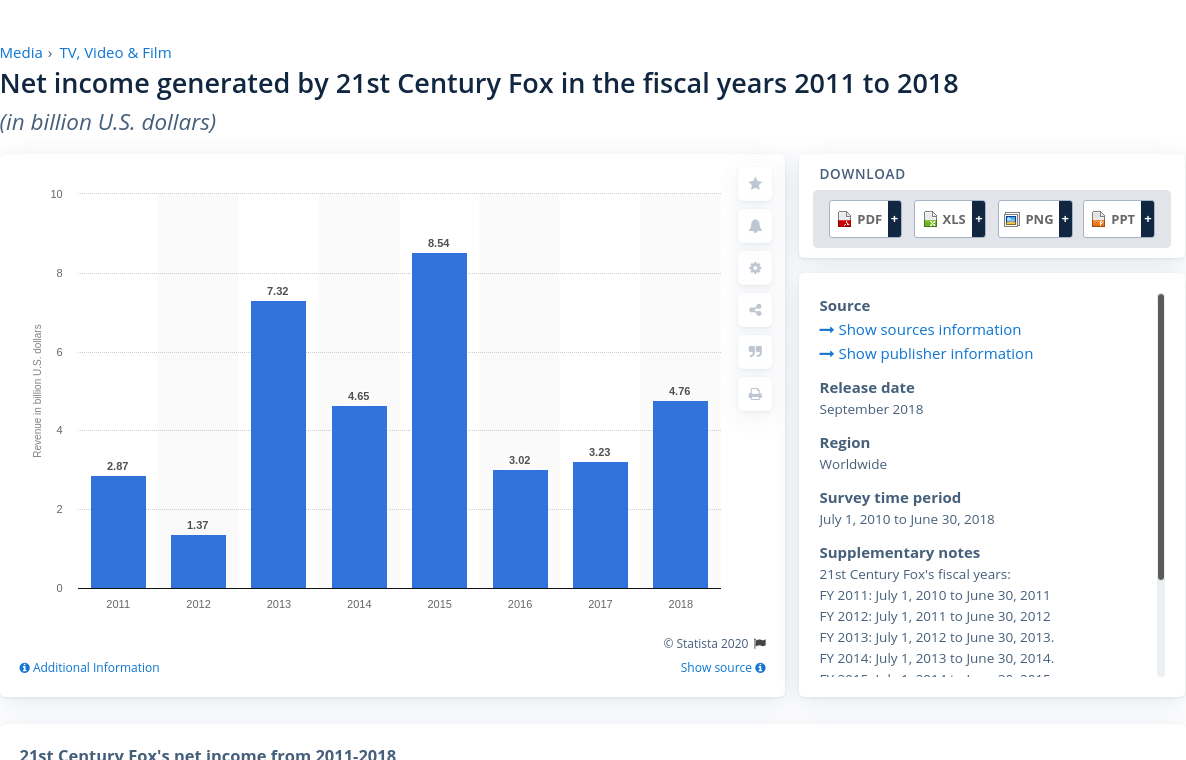 Media › TV, Video & Film
Net income generated by 21st Century Fox in the fiscal years 2011 to 2018
(in billion U.S. dollars)
Revenue in billion U.S. dollars
10
8
6
4
2
0
2.87
1.37
7.32
4.65
8.54
3.02
3.23
4.76
2011 2012 2013 2014 2015 2016 2017 2018
© Statista 2020
Additional Information
Show source
DOWNLOAD
PDF + XLS + PNG + PPT +
Source
Show sources information
Show publisher information
Release date
September 2018
Region
Worldwide
Survey time period
July 1, 2010 to June 30, 2018
Supplementary notes
21st Century Fox's fiscal years:
FY 2011: July 1, 2010 to June 30, 2011
FY 2012: July 1, 2011 to June 30, 2012
FY 2013: July 1, 2012 to June 30, 2013.
FY 2014: July 1, 2013 to June 30, 2014.
21st Century Fox's net income from 2011-2018